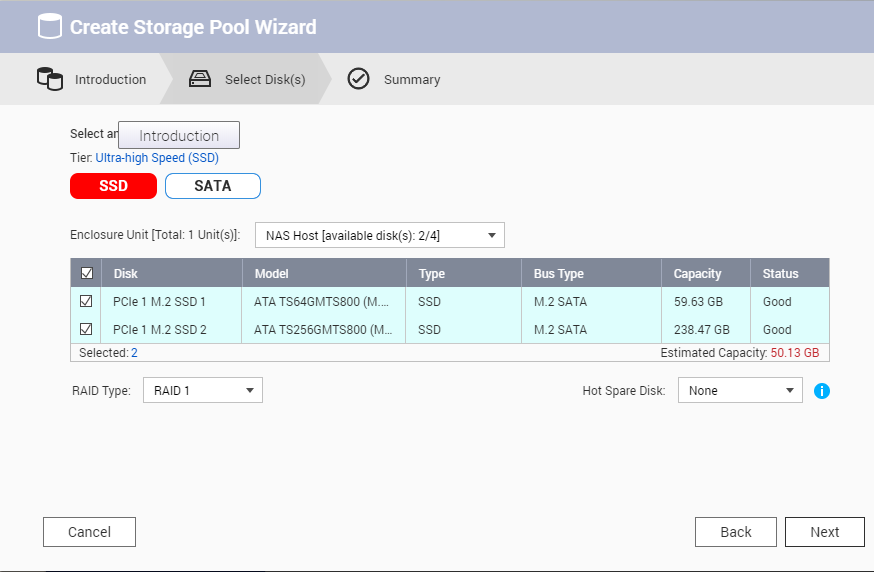 Create Storage Pool Wizard
Introduction
Select Disk(s)
Summary
Select an
Introduction
Tier: Ultra-high Speed (SSD)
SSD
SATA
Enclosure Unit [Total: 1 Unit(s)]:
NAS Host [available disk(s): 2/4]
Disk Model Type Bus Type Capacity Status
PCIe 1 M.2 SSD 1 ATA TS64GMTS800 (M.... SSD M.2 SATA 59.63 GB Good
PCIe 1 M.2 SSD 2 ATA TS256GMTS800 (M... SSD M.2 SATA 238.47 GB Good
Selected: 2 Estimated Capacity: 50.13 GB
RAID Type: RAID 1 Hot Spare Disk: None i
Cancel Back Next